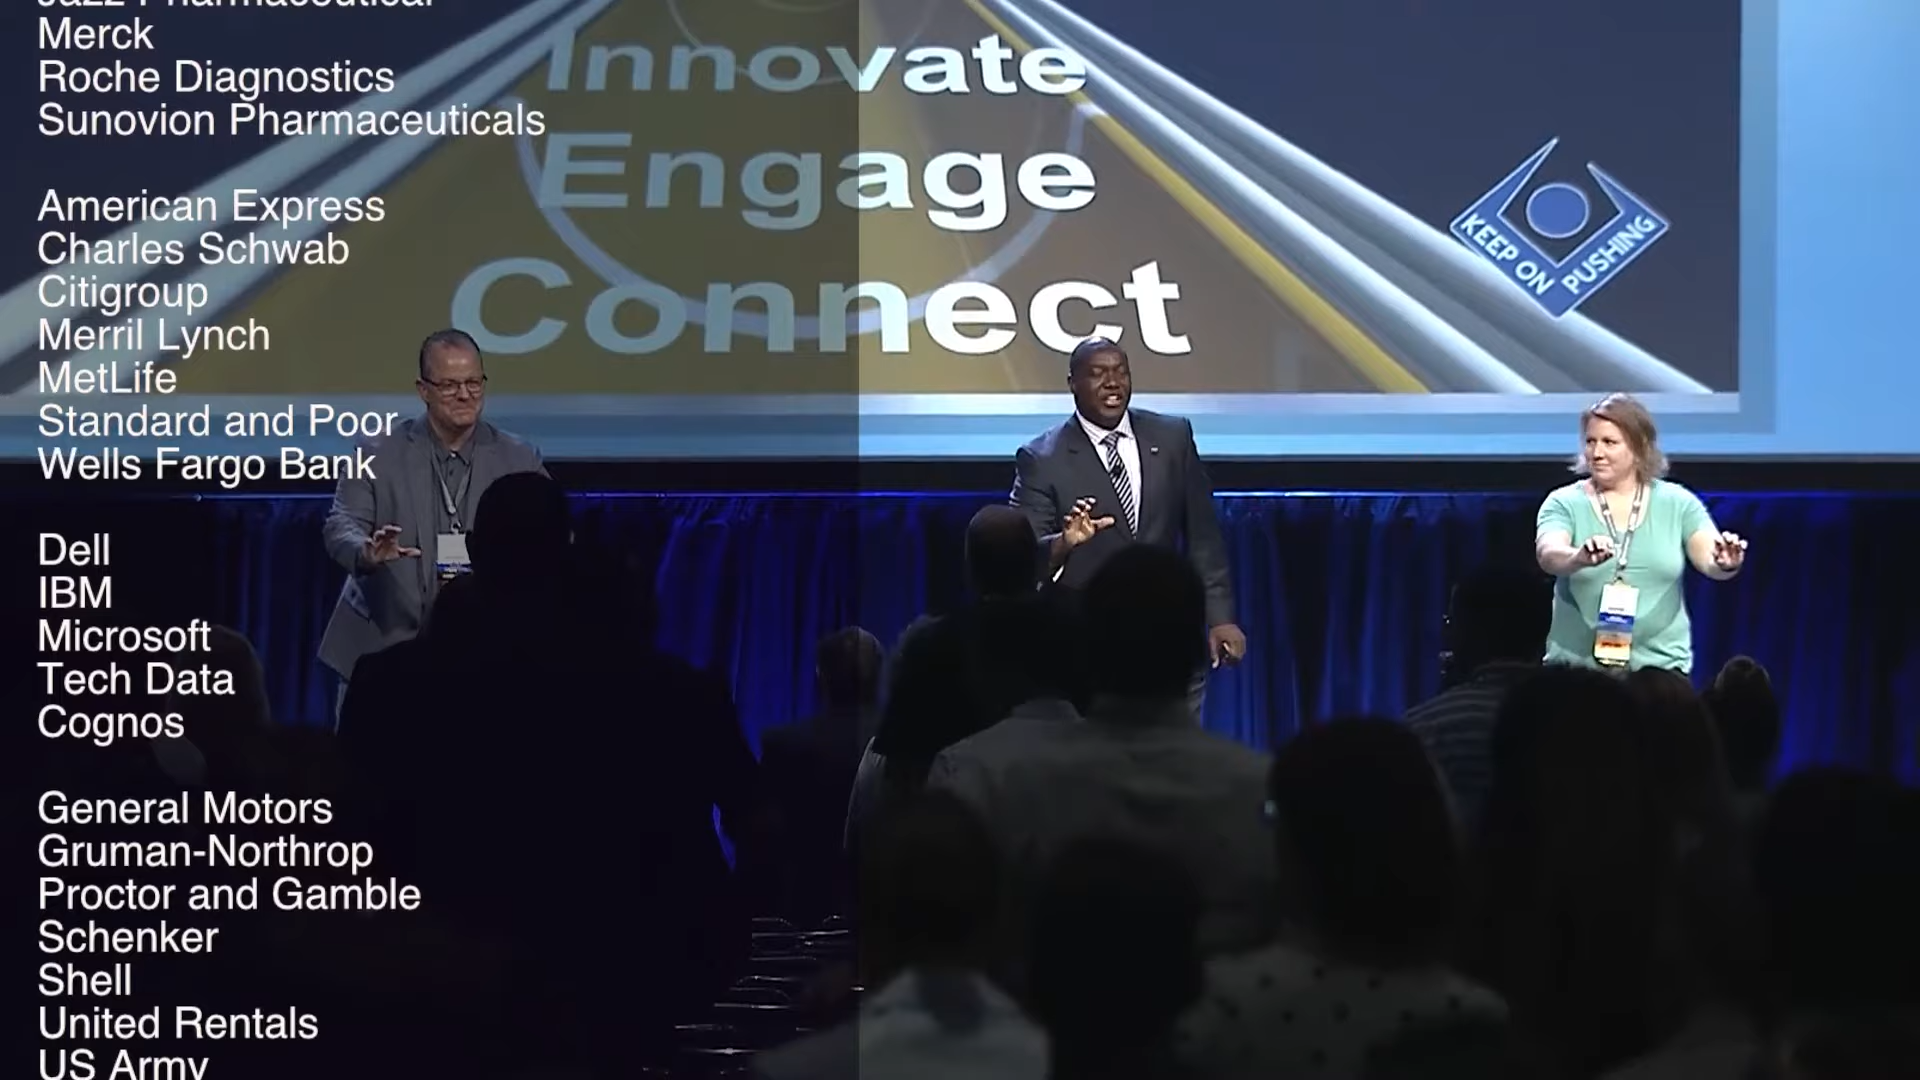 Jazz Pharmaceutical
Merck
Roche Diagnostics
Sunovion Pharmaceuticals
American Express
Charles Schwab
Citigroup
Merril Lynch
MetLife
Standard and Poor
Wells Fargo Bank
Dell
IBM
Microsoft
Tech Data
Cognos
General Motors
Gruman-Northrop
Proctor and Gamble
Schenker
Shell
United Rentals
US Army
Innovate
Engage
Connect
KEEP ON PUSHING